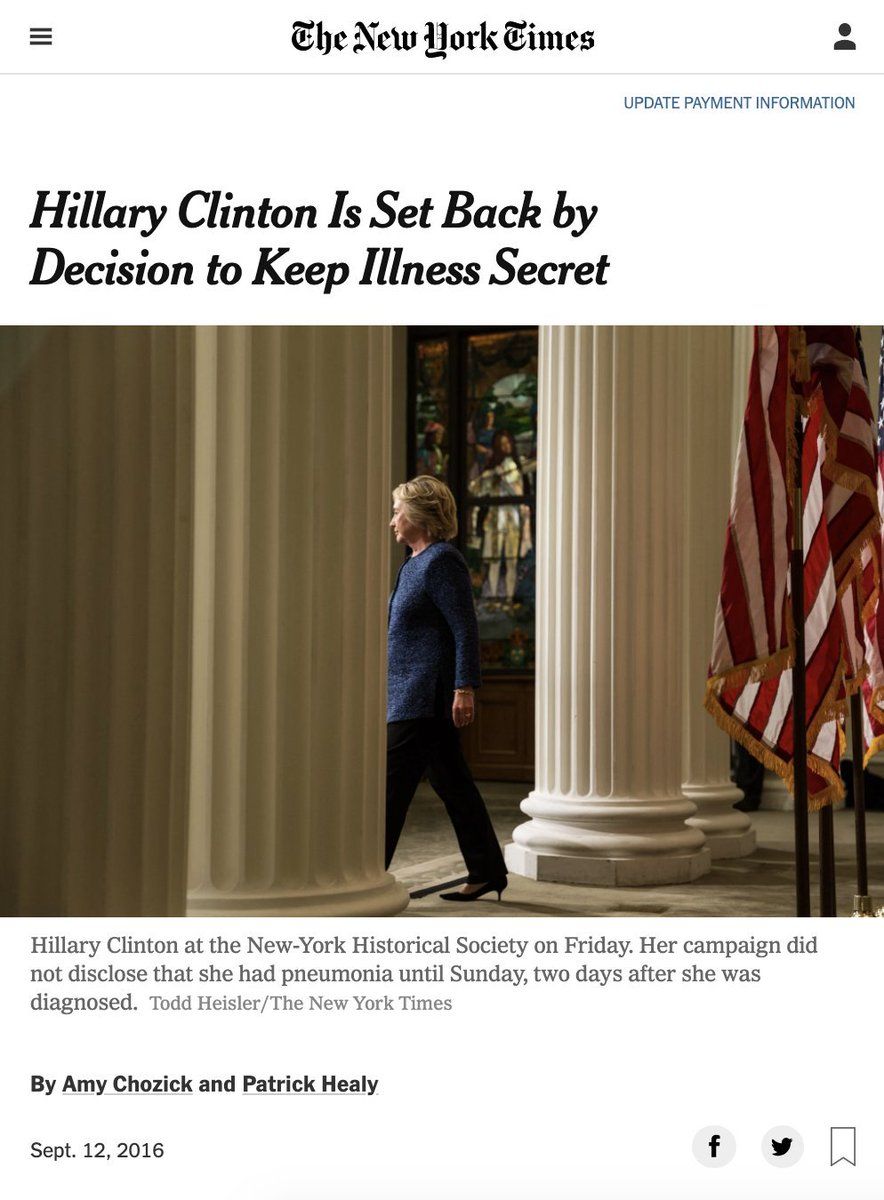 The New York Times
UPDATE PAYMENT INFORMATION
Hillary Clinton Is Set Back by
Decision to Keep Illness Secret
Hillary Clinton at the New-York Historical Society on Friday. Her campaign did
not disclose that she had pneumonia until Sunday, two days after she was
diagnosed. Todd Heisler/The New York Times
By Amy Chozick and Patrick Healy
Sept. 12, 2016